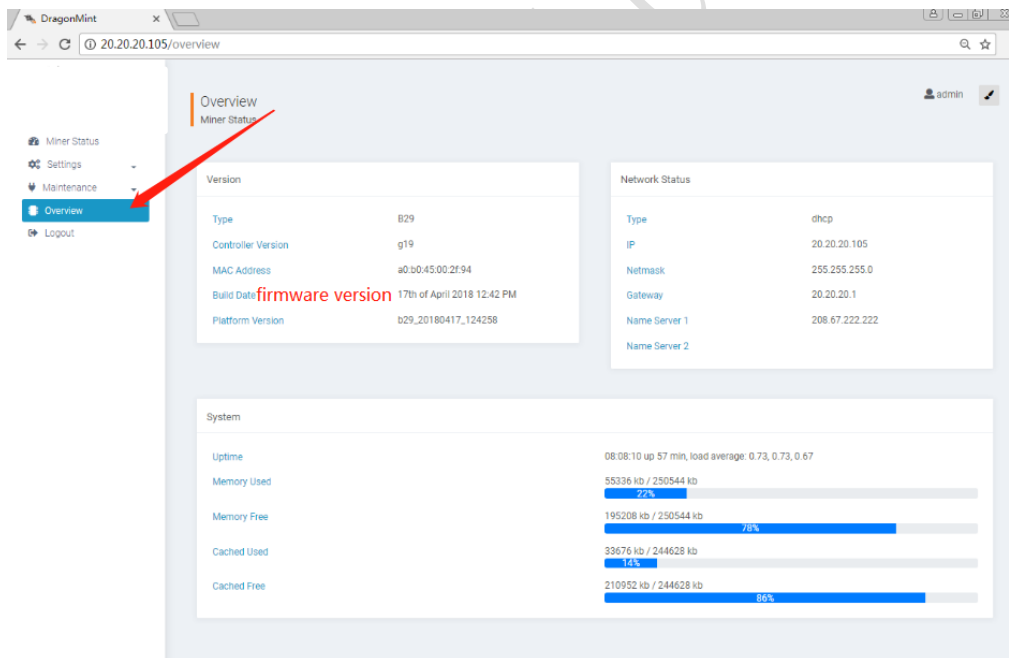 DragonMint
20.20.20.105/overview
admin
Overview
Miner Status
Miner Status
Settings
Maintenance
Overview
Logout
Version
Type B29
Controller Version g19
MAC Address a0:b0:45:00:2f:94
Build Date firmware version 17th of April 2018 12:42 PM
Platform Version b29_20180417_124258
Network Status
Type dhcp
IP 20.20.20.105
Netmask 255.255.255.0
Gateway 20.20.20.1
Name Server 1 208.67.222.222
Name Server 2
System
Uptime 08:08:10 up 57 min, load average: 0.73, 0.73, 0.67
Memory Used 55336 kb / 250544 kb
22%
Memory Free 195208 kb / 250544 kb
78%
Cached Used 33676 kb / 244628 kb
14%
Cached Free 210952 kb / 244628 kb
86%